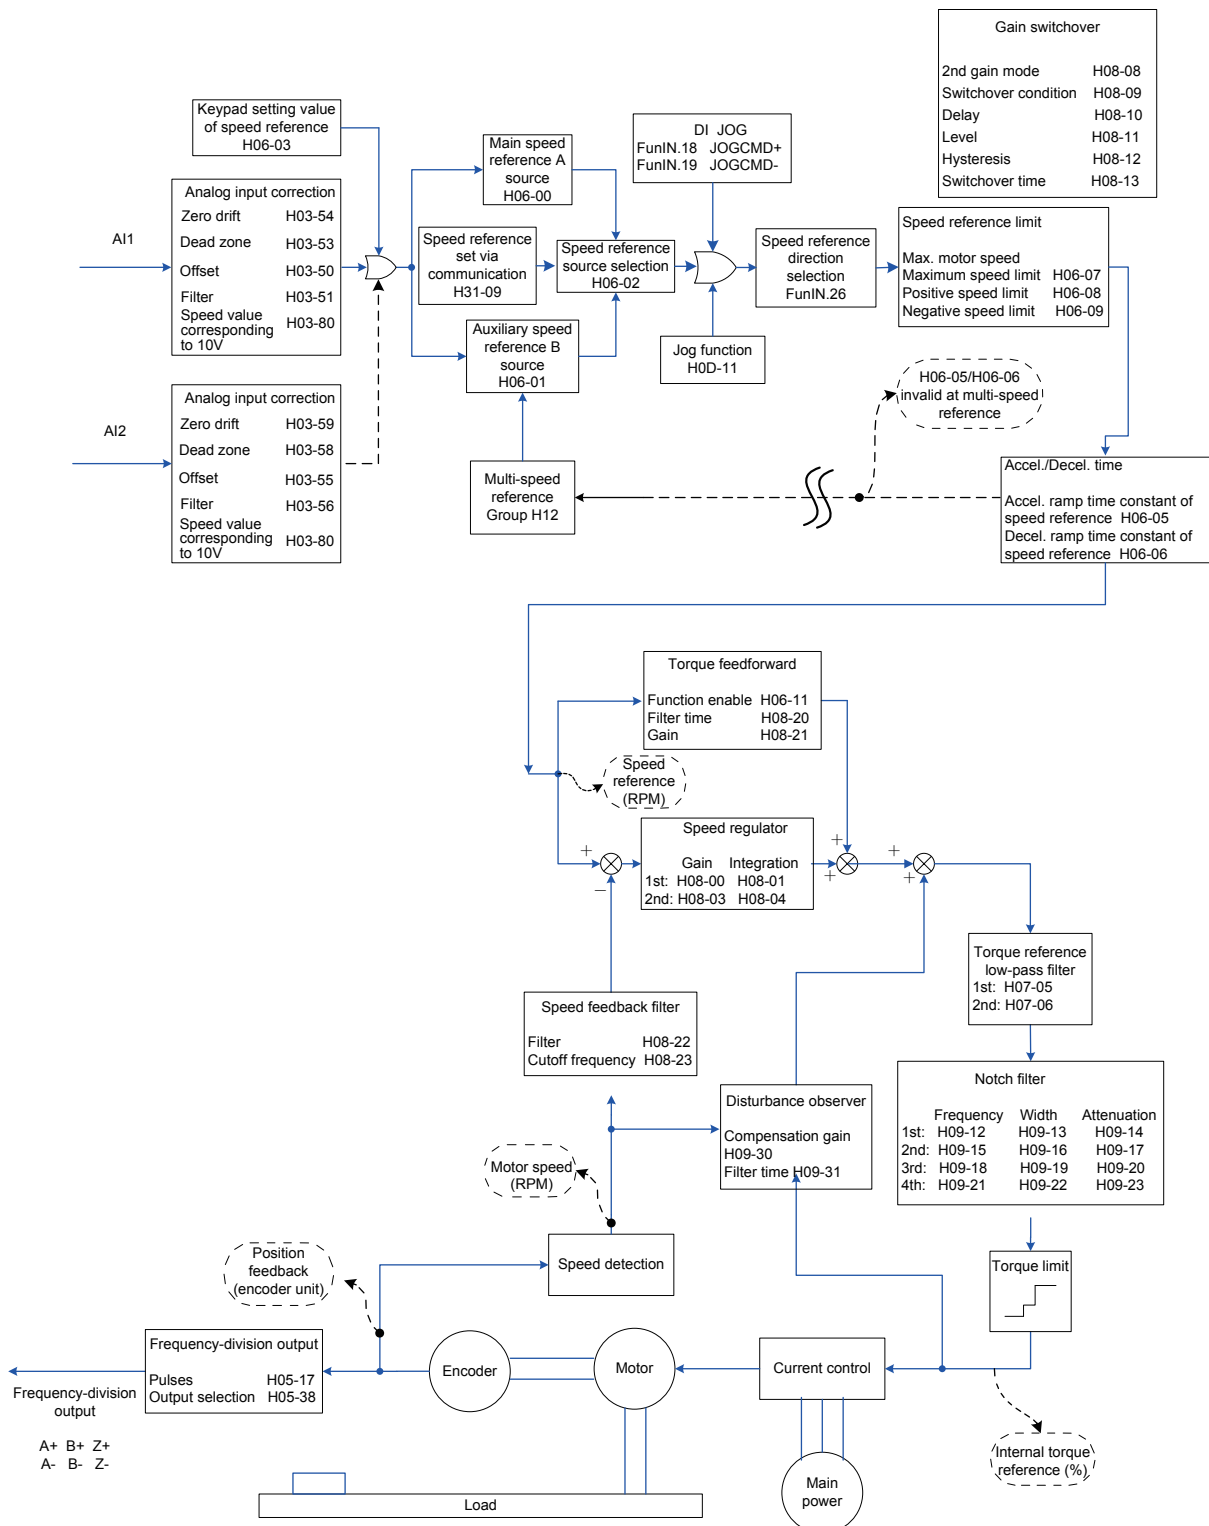 Gain switchover
2nd gain mode H08-08
Switchover condition H08-09
Delay H08-10
Level H08-11
Hysteresis H08-12
Switchover time H08-13
Keypad setting value
of speed reference
H06-03
Main speed
reference A
source
H06-00
DI JOG
FunIN.18 JOGCMD+
FunIN.19 JOGCMD-
AI1
Analog input correction
Zero drift H03-54
Dead zone H03-53
Offset H03-50
Filter H03-51
Speed value
corresponding
to 10V H03-80
Speed reference
set via
communication
H31-09
Speed reference
source selection
H06-02
Speed reference
direction
selection
FunIN.26
Speed reference limit
Max. motor speed
Maximum speed limit H06-07
Positive speed limit H06-08
Negative speed limit H06-09
Auxiliary speed
reference B
source
H06-01
Jog function
H0D-11
H06-05/H06-06
invalid at multi-speed
reference
AI2
Analog input correction
Zero drift H03-59
Dead zone H03-58
Offset H03-55
Filter H03-56
Speed value
corresponding
to 10V H03-80
Multi-speed
reference
Group H12
Accel./Decel. time
Accel. ramp time constant of
speed reference H06-05
Decel. ramp time constant of
speed reference H06-06
Torque feedforward
Function enable H06-11
Filter time H08-20
Gain H08-21
Speed
reference
(RPM)
Speed regulator
Gain Integration
1st: H08-00 H08-01
2nd: H08-03 H08-04
+
−
+
+
+
+
Torque reference
low-pass filter
1st: H07-05
2nd: H07-06
Speed feedback filter
Filter H08-22
Cutoff frequency H08-23
Notch filter
Frequency Width Attenuation
1st: H09-12 H09-13 H09-14
2nd: H09-15 H09-16 H09-17
3rd: H09-18 H09-19 H09-20
4th: H09-21 H09-22 H09-23
Disturbance observer
Compensation gain
H09-30
Filter time H09-31
Motor speed
(RPM)
Speed detection
Torque limit
Position
feedback
(encoder unit)
Frequency-division output
Pulses H05-17
Output selection H05-38
Encoder
Motor
Current control
Frequency-division
output
A+ B+ Z+
A- B- Z-
Internal torque
reference (%)
Main
power
Load